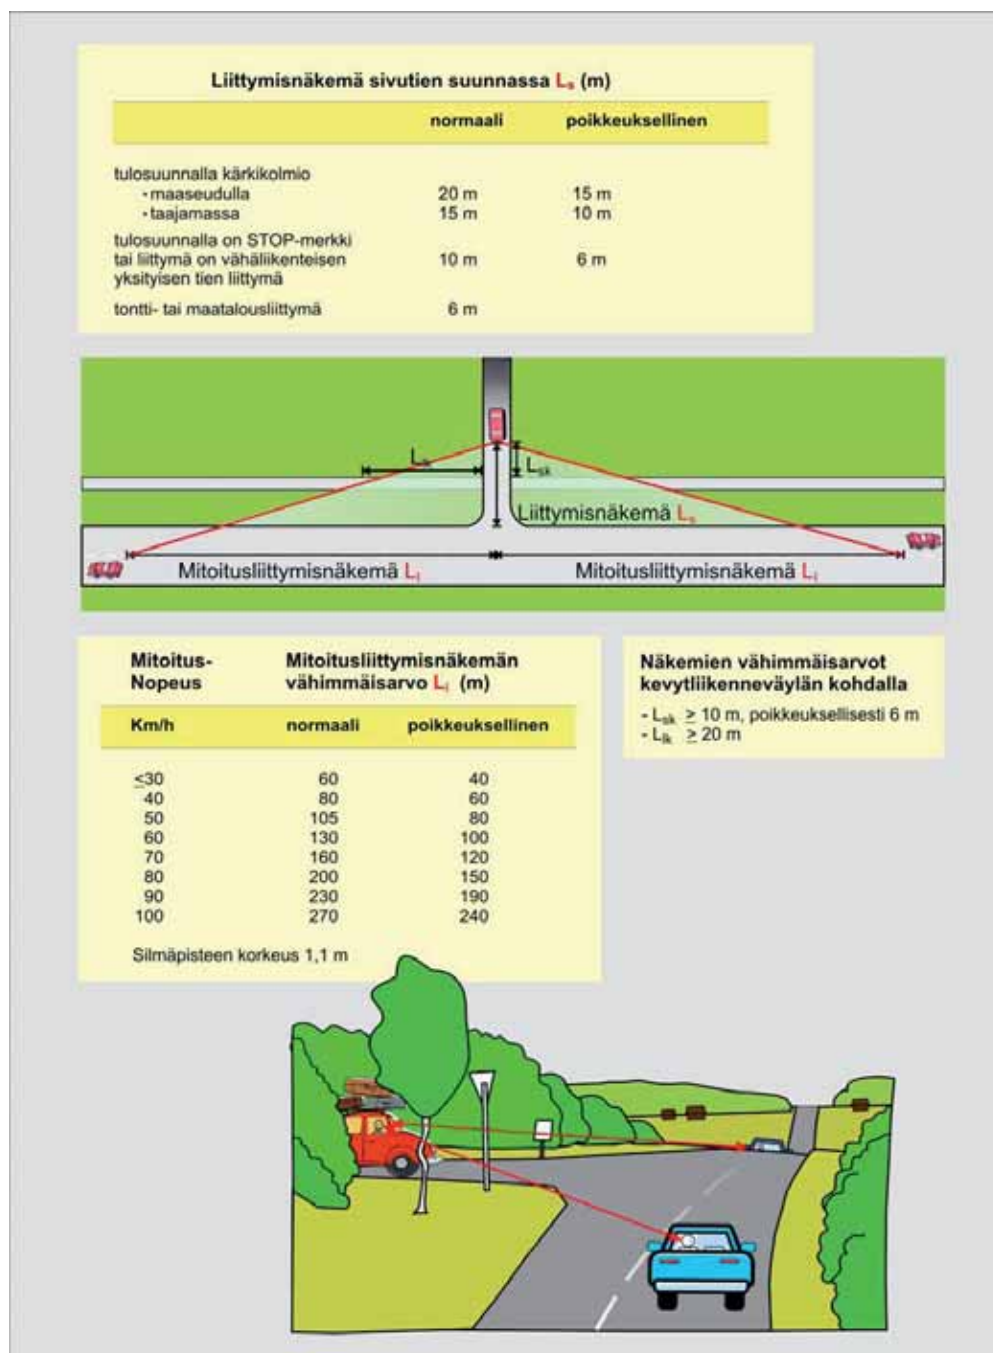 Liittymisnäkemä sivutien suunnassa Ls (m)
normaali poikkeuksellinen
tulosuunnalla kärkikolmio
- maaseudulla 20 m 15 m
- taajamassa 15 m 10 m
tulosuunnalla on STOP-merkki
tai liittymä on vähäliikenteisen 10 m 6 m
yksityisen tien liittymä
tontti- tai maatalousliittymä 6 m
Llk
Lsk
Liittymisnäkemä Ls
Mitoitusliittymisnäkemä Ll Mitoitusliittymisnäkemä Ll
Mitoitus- Mitoitusliittymisnäkemän
Nopeus vähimmäisarvo Ll (m)
Km/h normaali poikkeuksellinen
≤30 60 40
40 80 60
50 105 80
60 130 100
70 160 120
80 200 150
90 230 190
100 270 240
Silmäpisteen korkeus 1,1 m
Näkemien vähimmäisarvot
kevytliikenneväylän kohdalla
- Lsk ≥ 10 m, poikkeuksellisesti 6 m
- Llk ≥ 20 m